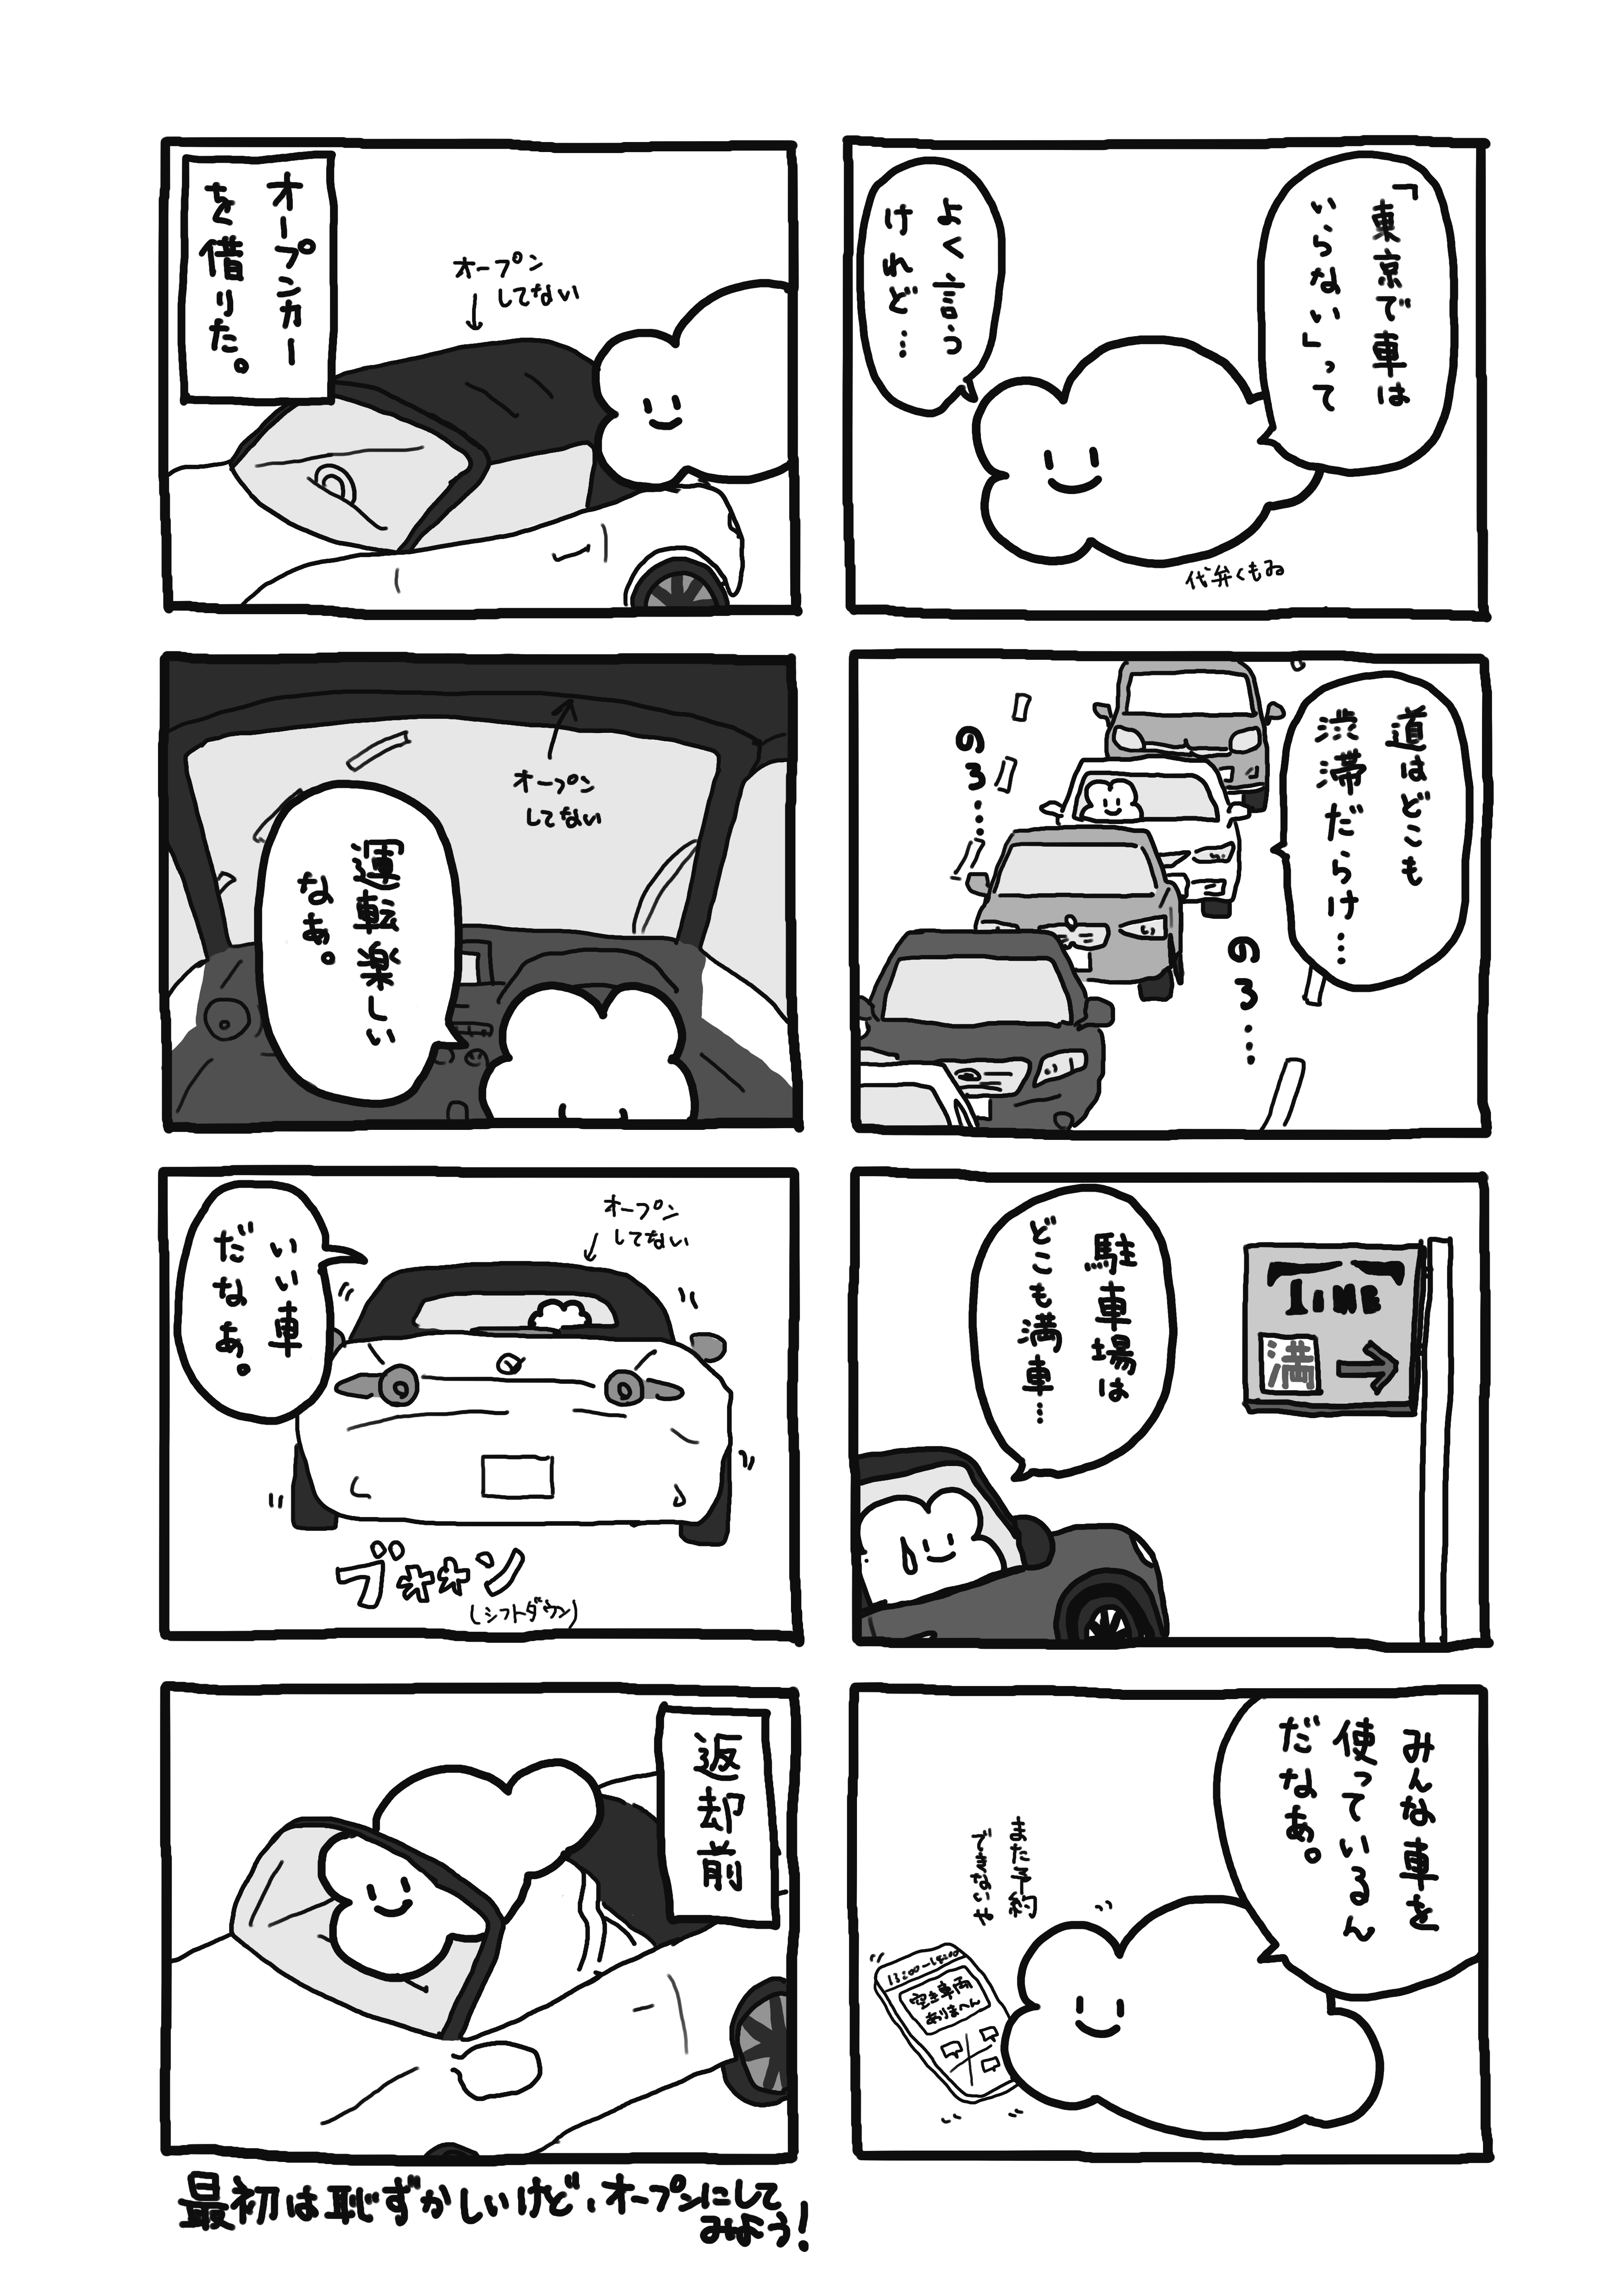 「東京で車は
いらない」って
よく言う
けれど…
代弁くもゐ
道はどこも
渋滞だらけ…
のろ…
のろ…
駐車場は
どこも満車…
TIME
満
みんな車を
使っているん
だなあ。
また予約
できないや
13:00-14:00
空き車両
ありまへん
オープンカー
を借りた。
オープン
してない
オープン
してない
運転楽しい
なぁ。
オープン
してない
いい車
だなあ。
ブォォン
(シフトダウン)
返却前
最初は恥ずかしいけど、オープンにして
みよう!